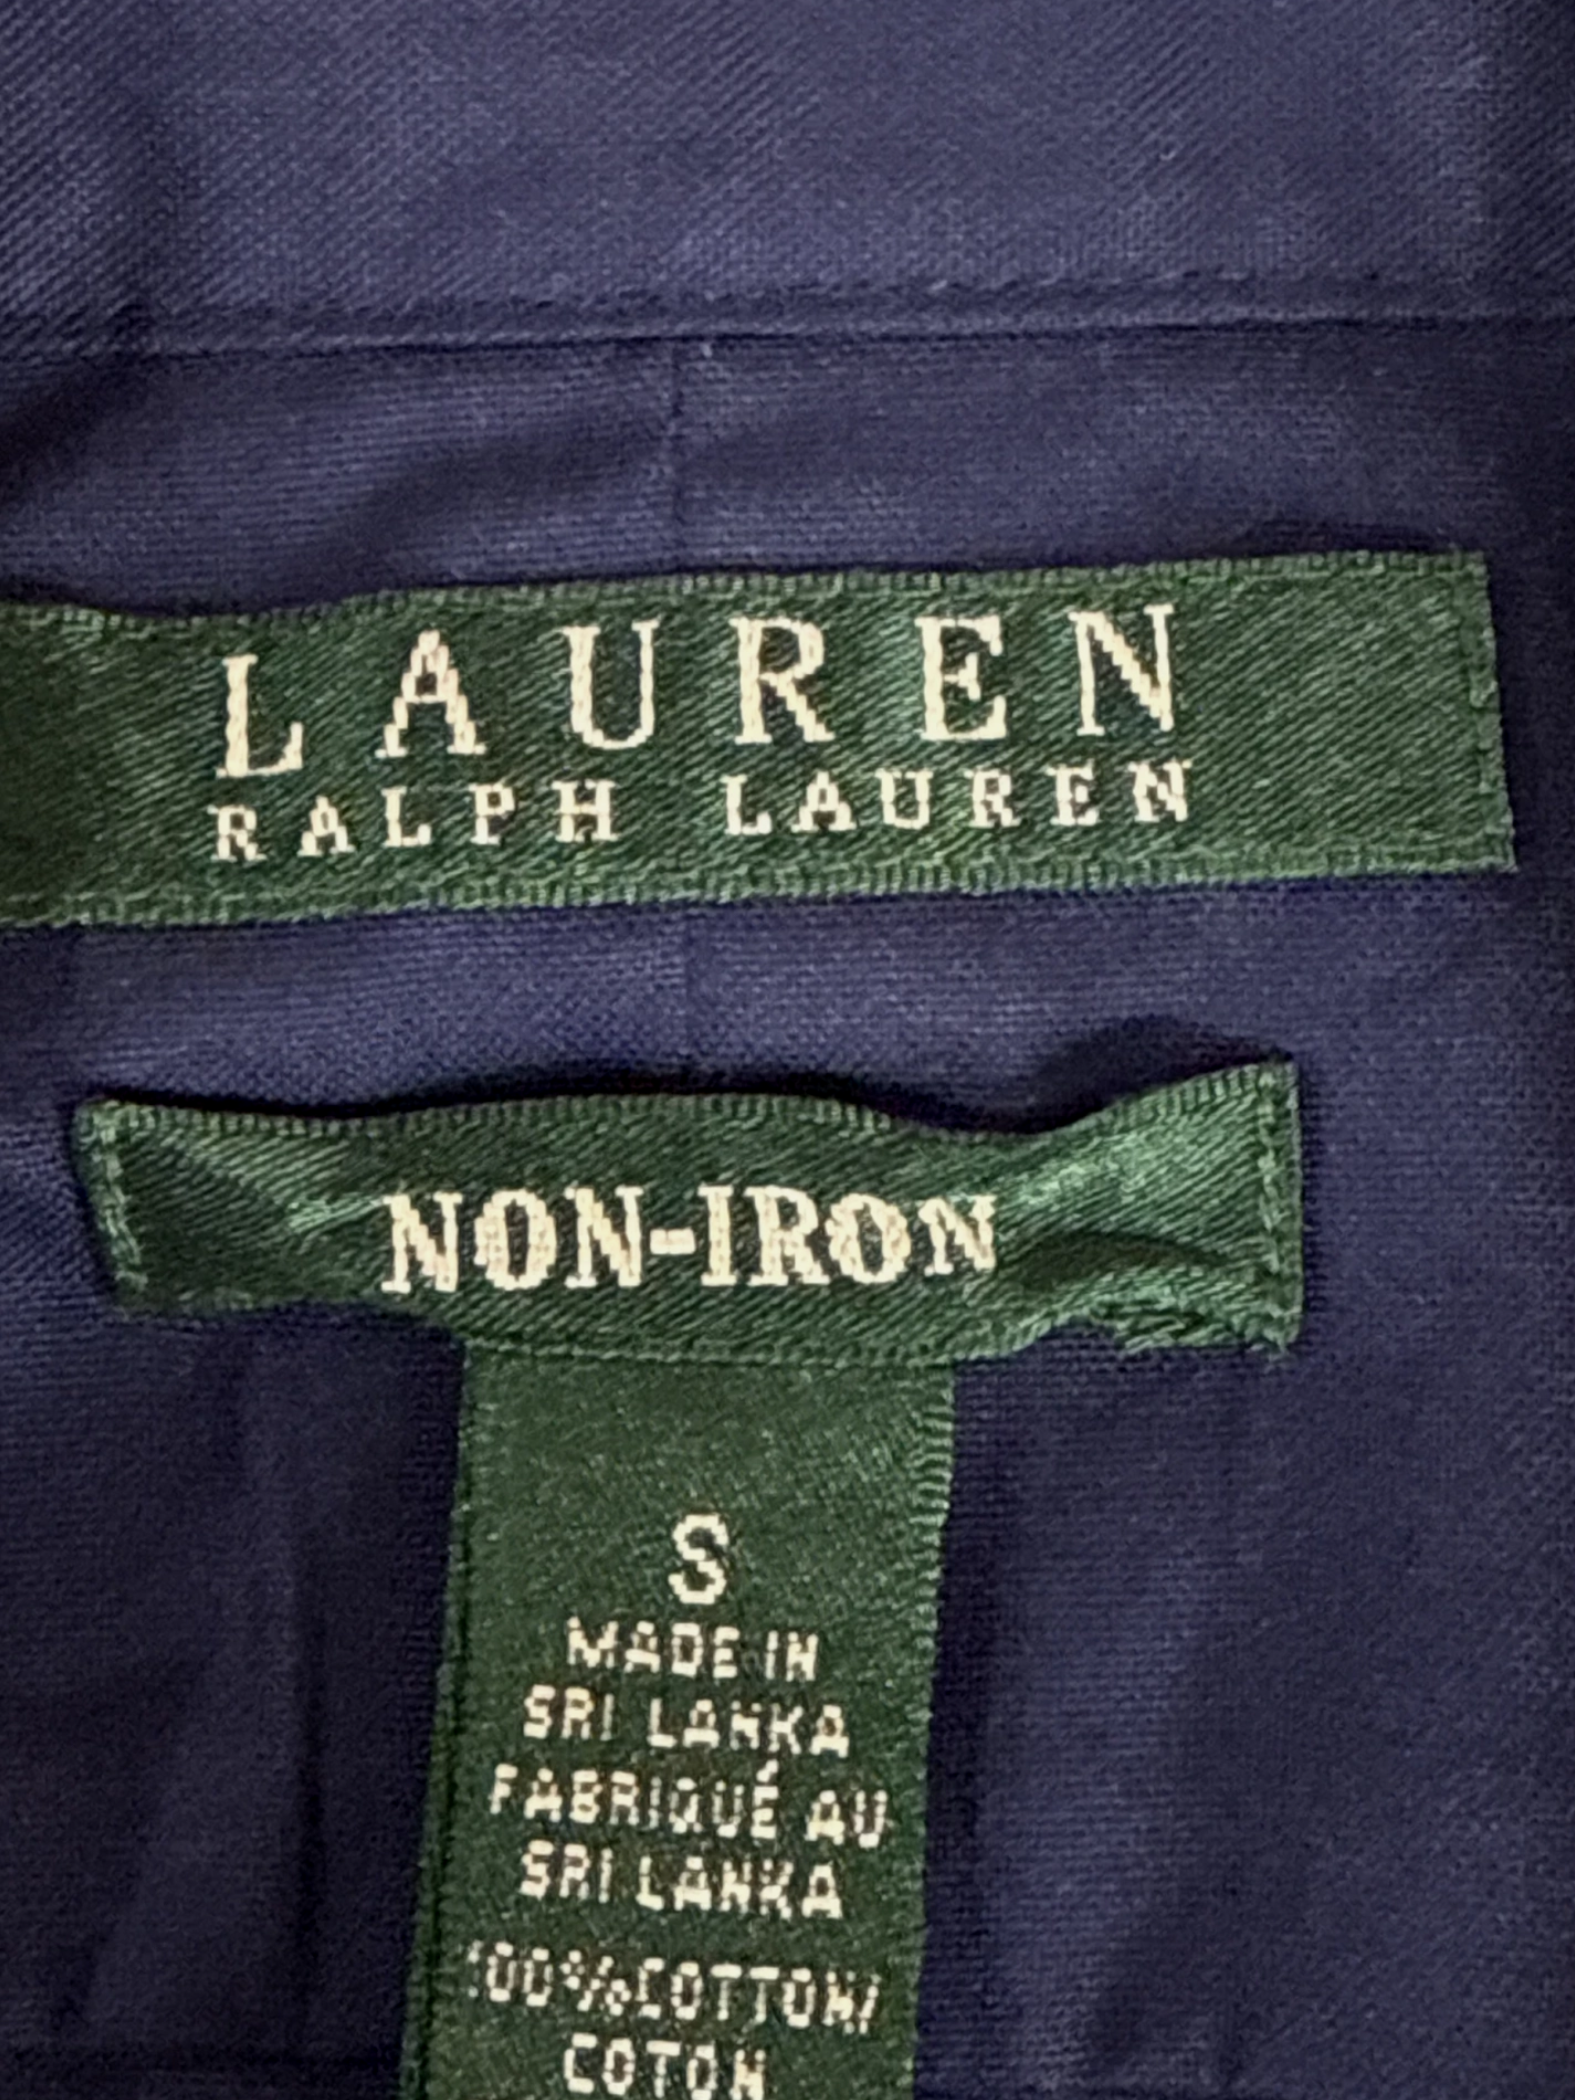 LAUREN
RALPH LAUREN
NON-IRON
S
MADE IN
SRI LANKA
FABRIQUÉ AU
SRI LANKA
100%COTTON/
COTON